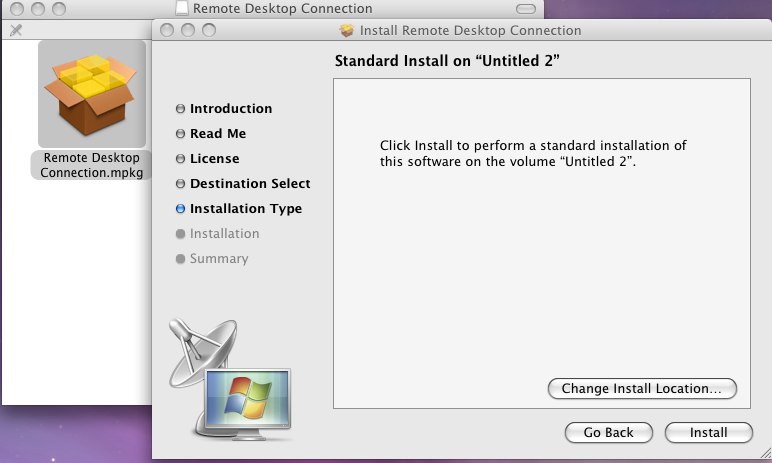 Remote Desktop Connection
Remote Desktop
Connection.mpkg
Install Remote Desktop Connection
Standard Install on “Untitled 2”
Introduction
Read Me
License
Destination Select
Installation Type
Installation
Summary
Click Install to perform a standard installation of
this software on the volume “Untitled 2”.
Change Install Location...
Go Back
Install